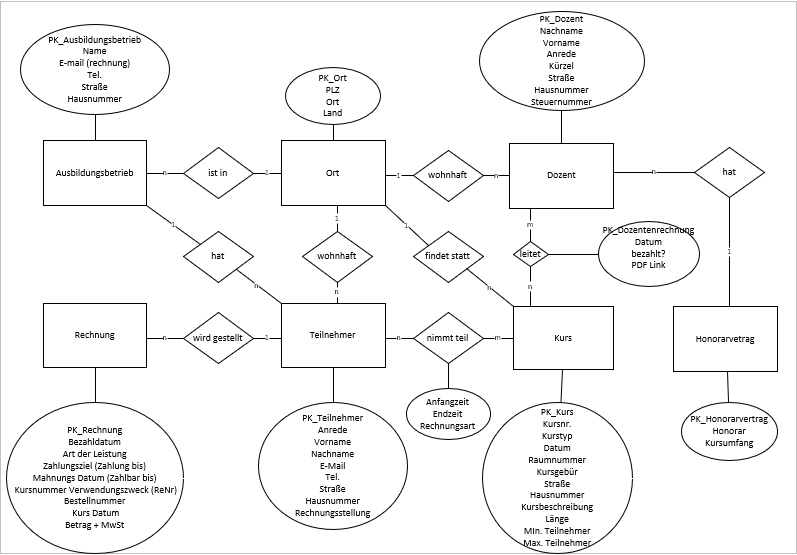 PK_Ausbildungsbetrieb
Name
E-mail (rechnung)
Tel.
Straße
Hausnummer
PK_Ort
PLZ
Ort
Land
PK_Dozent
Nachname
Vorname
Anrede
Kürzel
Straße
Hausnummer
Steuernummer
Ausbildungsbetrieb
n
ist in
1
Ort
1
wohnhaft
n
Dozent
n
hat
1
hat
n
1
wohnhaft
n
1
findet statt
n
m
leitet
n
PK_Dozentenrechnung
Datum
bezahlt?
PDF Link
1
Rechnung
n
wird gestellt
1
Teilnehmer
n
nimmt teil
m
Kurs
Honorarvetrag
PK_Rechnung
Bezahldatum
Art der Leistung
Zahlungsziel (Zahlung bis)
Mahnungs Datum (Zahlbar bis)
Kursnummer Verwendungszweck (ReNr)
Bestellnummer
Kurs Datum
Betrag + MwSt
PK_Teilnehmer
Anrede
Vorname
Nachname
E-Mail
Tel.
Straße
Hausnummer
Rechnungsstellung
Anfangzeit
Endzeit
Rechnungsart
PK_Kurs
Kursnr.
Kurstyp
Datum
Raumnummer
Kursgebür
Straße
Hausnummer
Kursbeschreibung
Länge
Min. Teilnehmer
Max. Teilnehmer
PK_Honorarvertrag
Honorar
Kursumfang